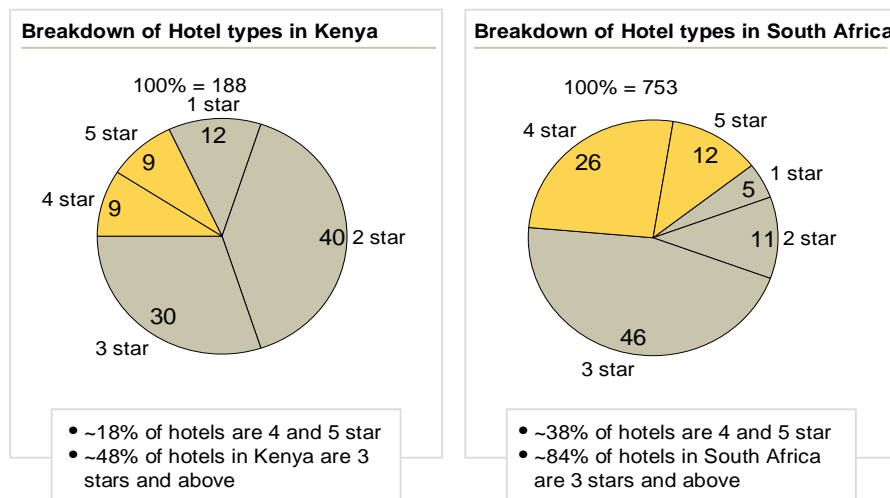 Breakdown of Hotel types in Kenya
100% = 188
1 star
12
5 star
9
4 star
9
40
2 star
30
3 star
• ~18% of hotels are 4 and 5 star
• ~48% of hotels in Kenya are 3
stars and above
Breakdown of Hotel types in South Africa
100% = 753
4 star
26
5 star
12
1 star
5
11
2 star
46
3 star
• ~38% of hotels are 4 and 5 star
• ~84% of hotels in South Africa
are 3 stars and above